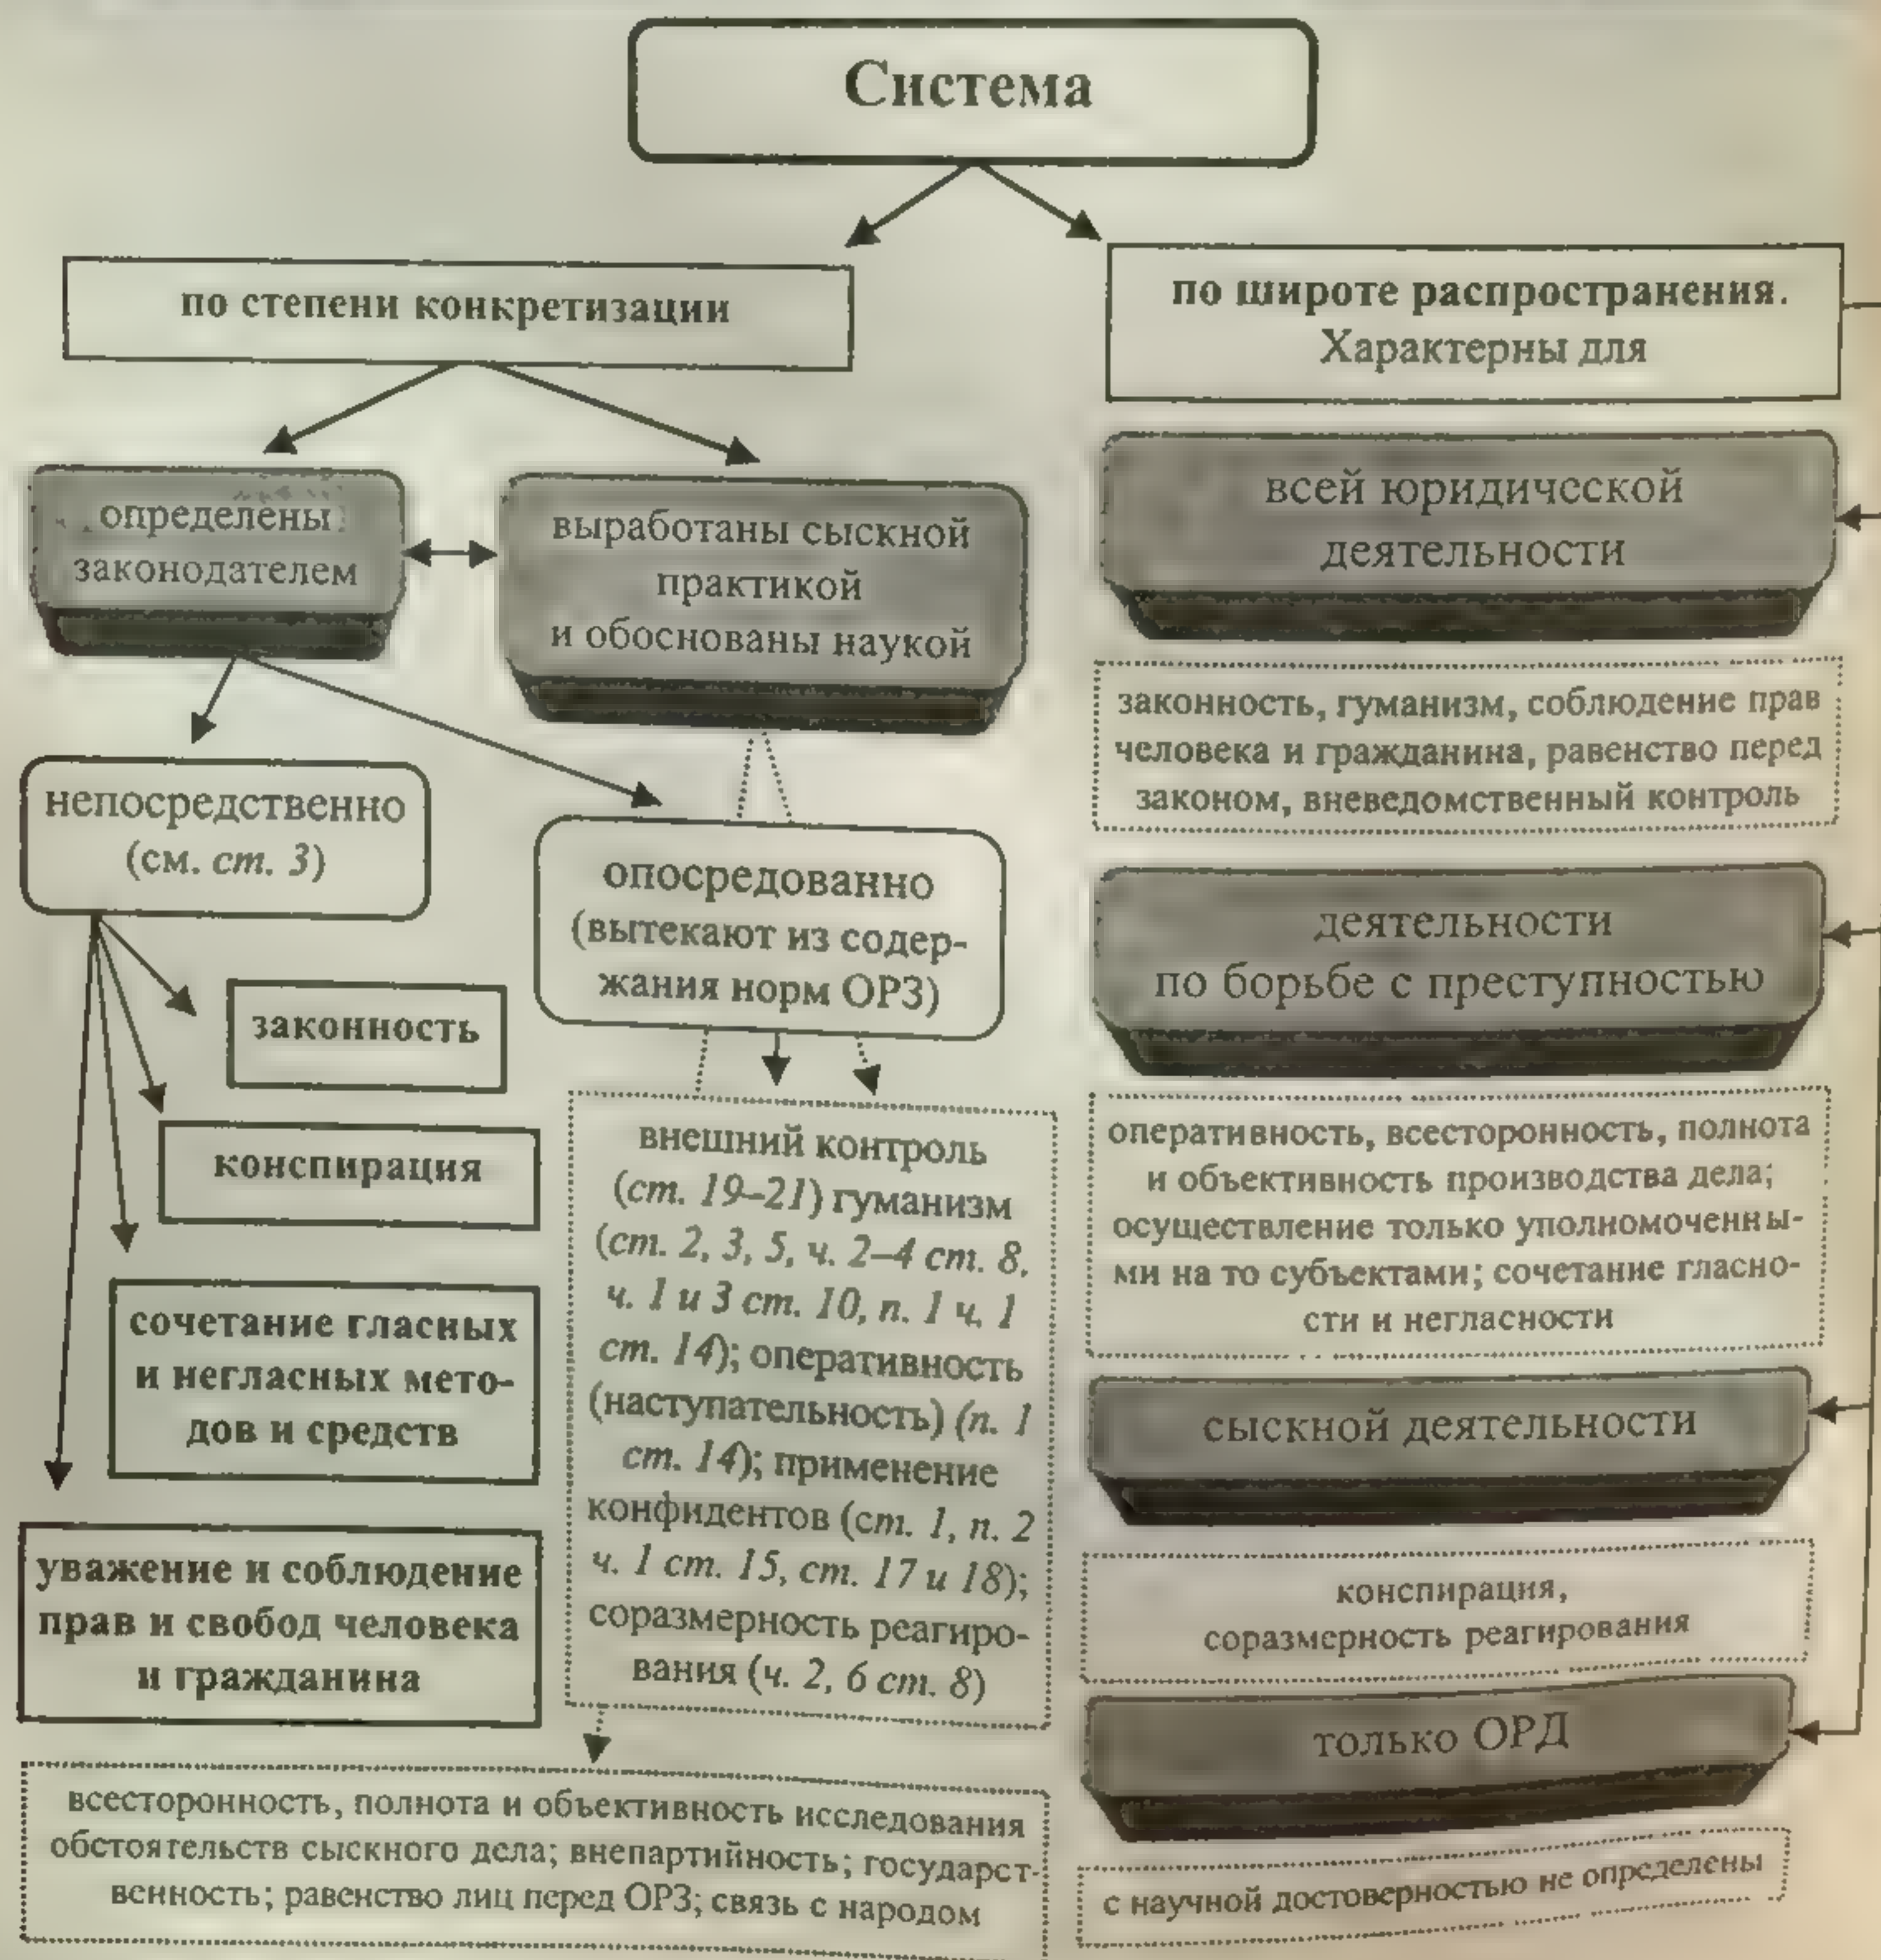 Система
по степени конкретизации
определены
законодателем
выработаны сыскной
практикой
и обоснованы наукой
непосредственно
(см. ст. 3)
опосредованно
(вытекают из содер-
жания норм ОРЗ)
законность
конспирация
сочетание гласных
и негласных мето-
дов и средств
уважение и соблюдение
прав и свобод человека
и гражданина
внешний контроль
(ст. 19–21) гуманизм
(ст. 2, 3, 5, ч. 2–4 ст. 8,
ч. 1 и 3 ст. 10, п. 1 ч. 1
ст. 14); оперативность
(наступательность) (п. 1
ст. 14); применение
конфидентов (ст. 1, п. 2
ч. 1 ст. 15, ст. 17 и 18);
соразмерность реагиро-
вания (ч. 2, 6 ст. 8)
всесторонность, полнота и объективность исследования
обстоятельств сыскного дела; внепартийность; государст-
венность; равенство лиц перед ОРЗ; связь с народом
по широте распространения.
Характерны для
всей юридической
деятельности
законность, гуманизм, соблюдение прав
человека и гражданина, равенство перед
законом, вневедомственный контроль
деятельности
по борьбе с преступностью
оперативность, всесторонность, полнота
и объективность производства дела;
осуществление только уполномоченны-
ми на то субъектами; сочетание гласно-
сти и негласности
сыскной деятельности
конспирация,
соразмерность реагирования
только ОРД
с научной достоверностью не определены